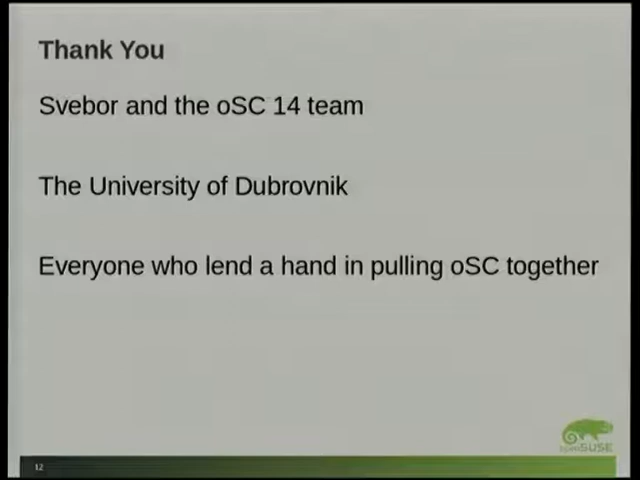 Thank You
Svebor and the oSC 14 team
The University of Dubrovnik
Everyone who lend a hand in pulling oSC together
openSUSE
12